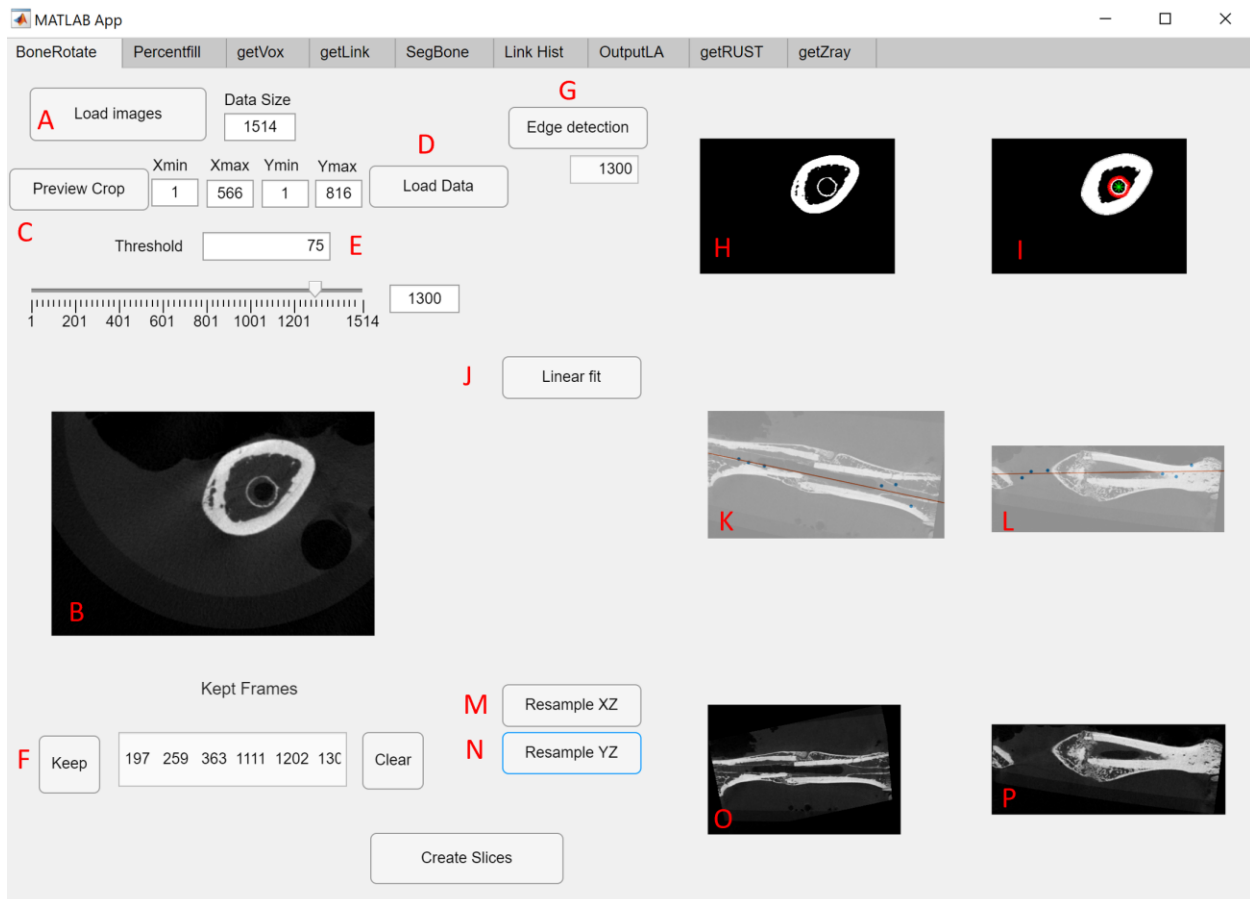 MATLAB App
BoneRotate Percentfill getVox getLink SegBone Link Hist OutputLA getRUST getZray
A Load images
Data Size
1514
G
Edge detection
1300
D
Load Data
Preview Crop
Xmin Xmax Ymin Ymax
1 566 1 816
C
Threshold 75 E
1300
1 201 401 601 801 1001 1201 1514
H
I
J Linear fit
B
K
L
Kept Frames
F Keep
197 259 363 1111 1202 130
Clear
M Resample XZ
N Resample YZ
O
P
Create Slices